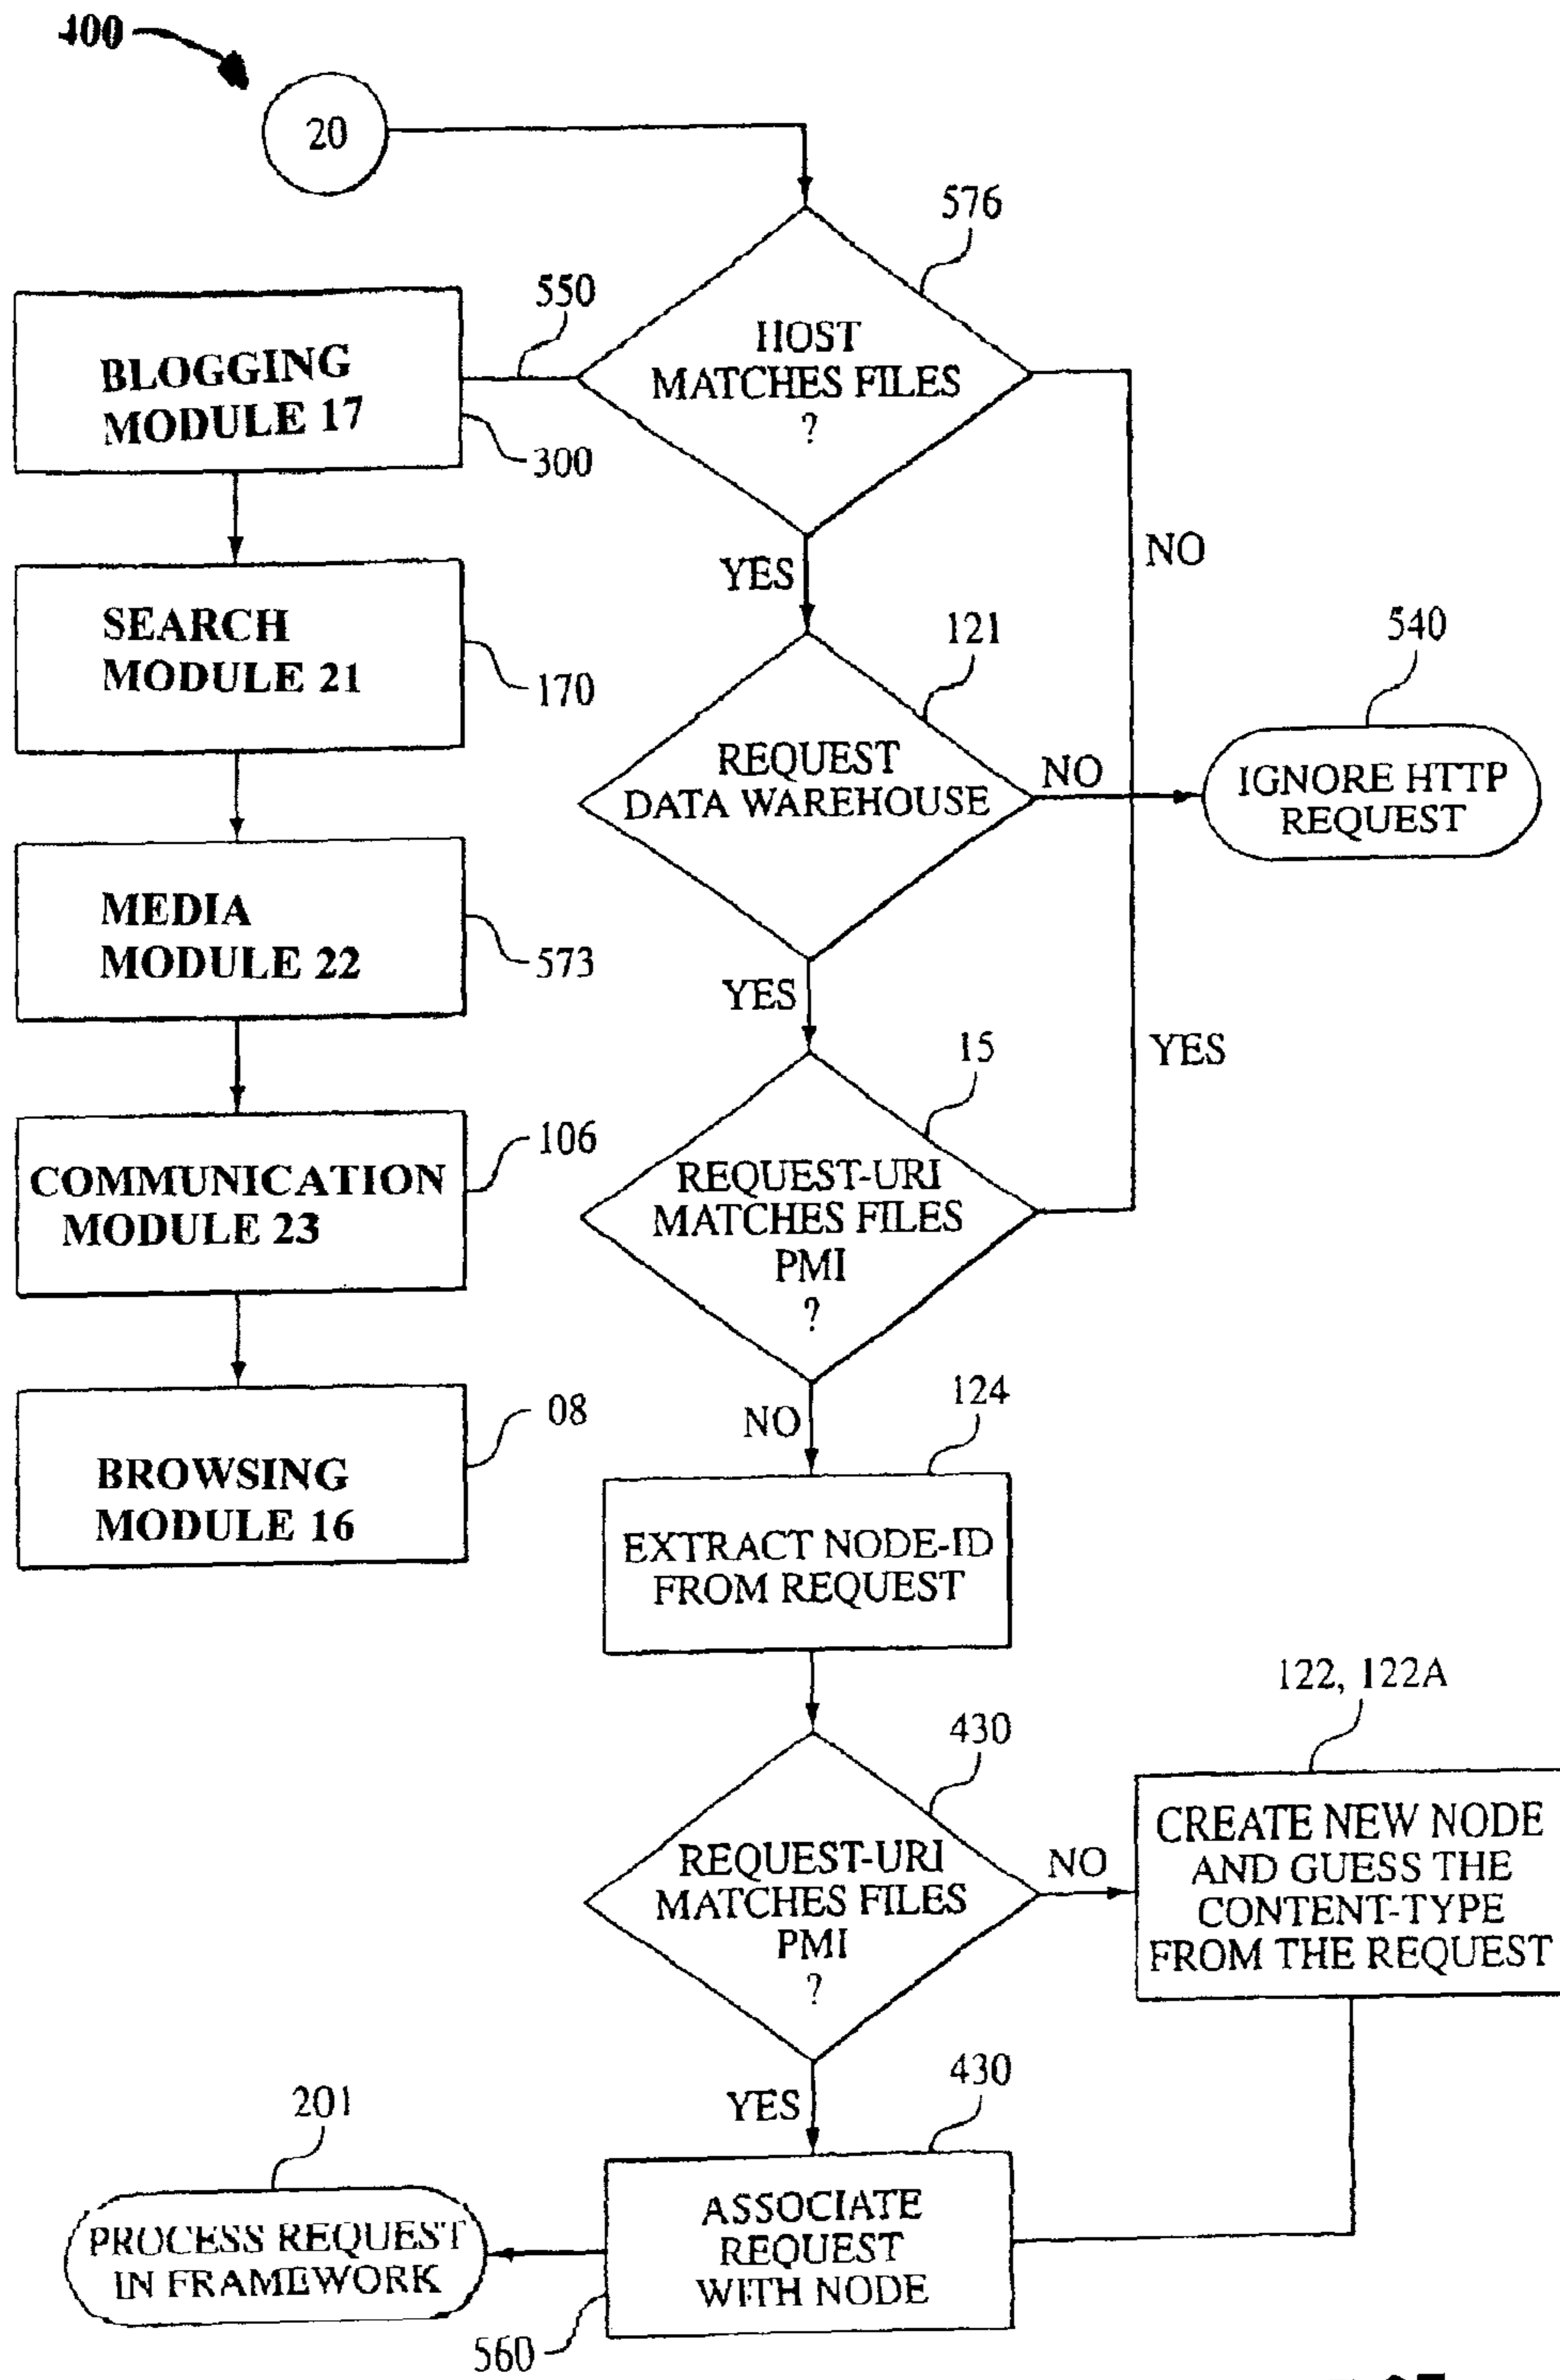 400
20
576
550
HOST
MATCHES FILES
?
BLOGGING
MODULE 17
300
NO
YES
SEARCH
MODULE 21
170
121
REQUEST
DATA WAREHOUSE
NO
540
IGNORE HTTP
REQUEST
MEDIA
MODULE 22
573
YES
15
YES
REQUEST-URI
MATCHES FILES
PMI
?
COMMUNICATION
MODULE 23
106
NO
124
BROWSING
MODULE 16
08
EXTRACT NODE-ID
FROM REQUEST
430
REQUEST-URI
MATCHES FILES
PMI
?
NO
122, 122A
CREATE NEW NODE
AND GUESS THE
CONTENT-TYPE
FROM THE REQUEST
YES
430
201
PROCESS REQUEST
IN FRAMEWORK
ASSOCIATE
REQUEST
WITH NODE
560